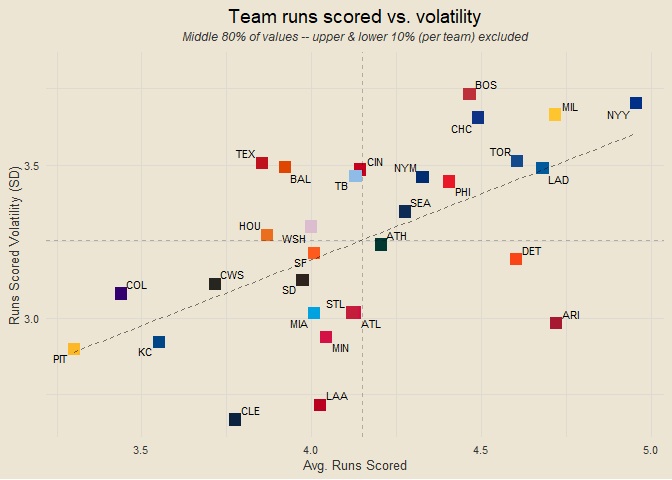 Team runs scored vs. volatility
Middle 80% of values -- upper & lower 10% (per team) excluded
BOS
MIL
NYY
CHC
TOR
TEX
CIN
NYM
BAL
TB
PHI
LAD
SEA
HOU
WSH
ATH
SF
DET
COL
CWS
SD
STL
MIA
ATL
ARI
PIT
KC
MIN
LAA
CLE
Runs Scored Volatility (SD)
3.5
3.0
3.5
4.0
4.5
5.0
Avg. Runs Scored